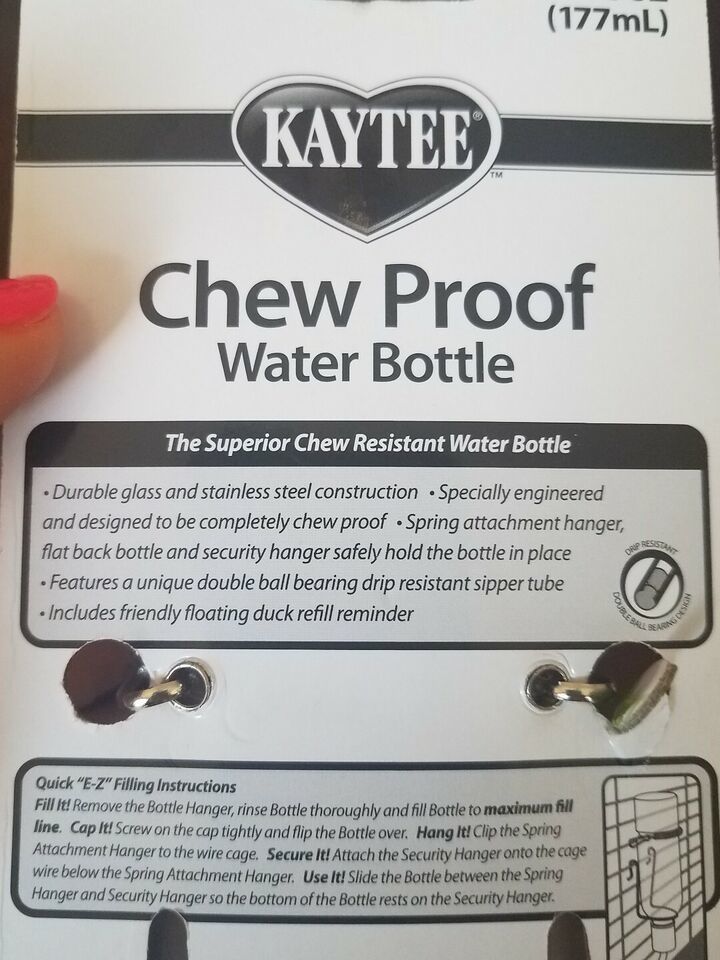 (177mL)
KAYTEE®
™
Chew Proof
Water Bottle
The Superior Chew Resistant Water Bottle
• Durable glass and stainless steel construction • Specially engineered
and designed to be completely chew proof • Spring attachment hanger,
flat back bottle and security hanger safely hold the bottle in place
• Features a unique double ball bearing drip resistant sipper tube
• Includes friendly floating duck refill reminder
DRIP RESISTANT
DOUBLE BALL BEARING DESIGN
Quick "E-Z" Filling Instructions
Fill It! Remove the Bottle Hanger, rinse Bottle thoroughly and fill Bottle to maximum fill
line. Cap It! Screw on the cap tightly and flip the Bottle over. Hang It! Clip the Spring
Attachment Hanger to the wire cage. Secure It! Attach the Security Hanger onto the cage
wire below the Spring Attachment Hanger. Use It! Slide the Bottle between the Spring
Hanger and Security Hanger so the bottom of the Bottle rests on the Security Hanger.